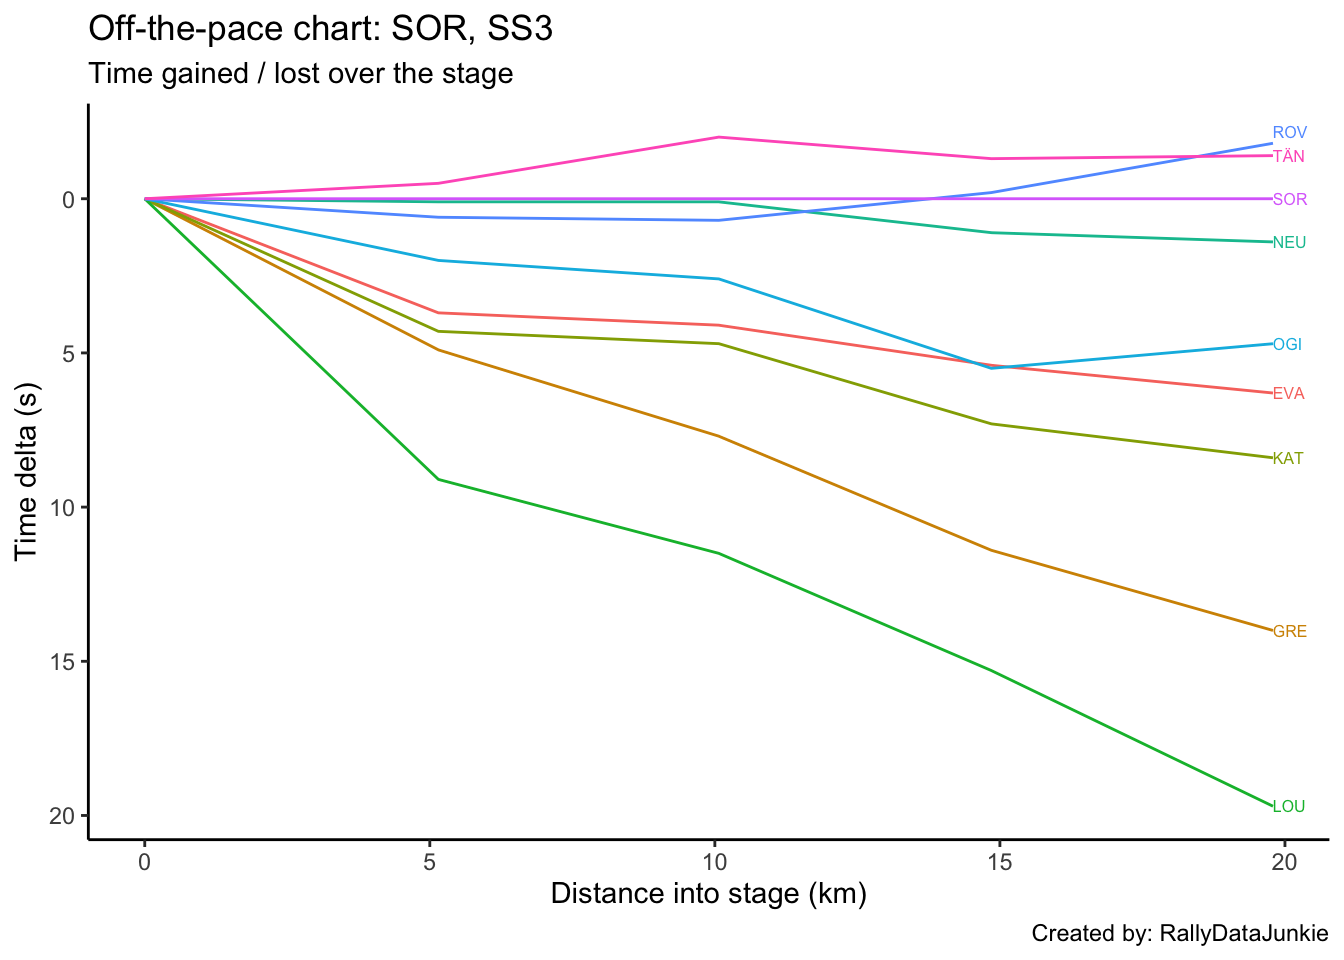 Off-the-pace chart: SOR, SS3
Time gained / lost over the stage
ROV
TÄN
0
SOR
NEU
OGI
5
EVA
KAT
10
GRE
15
LOU
20
Time delta (s)
0 5 10 15 20
Distance into stage (km)
Created by: RallyDataJunkie